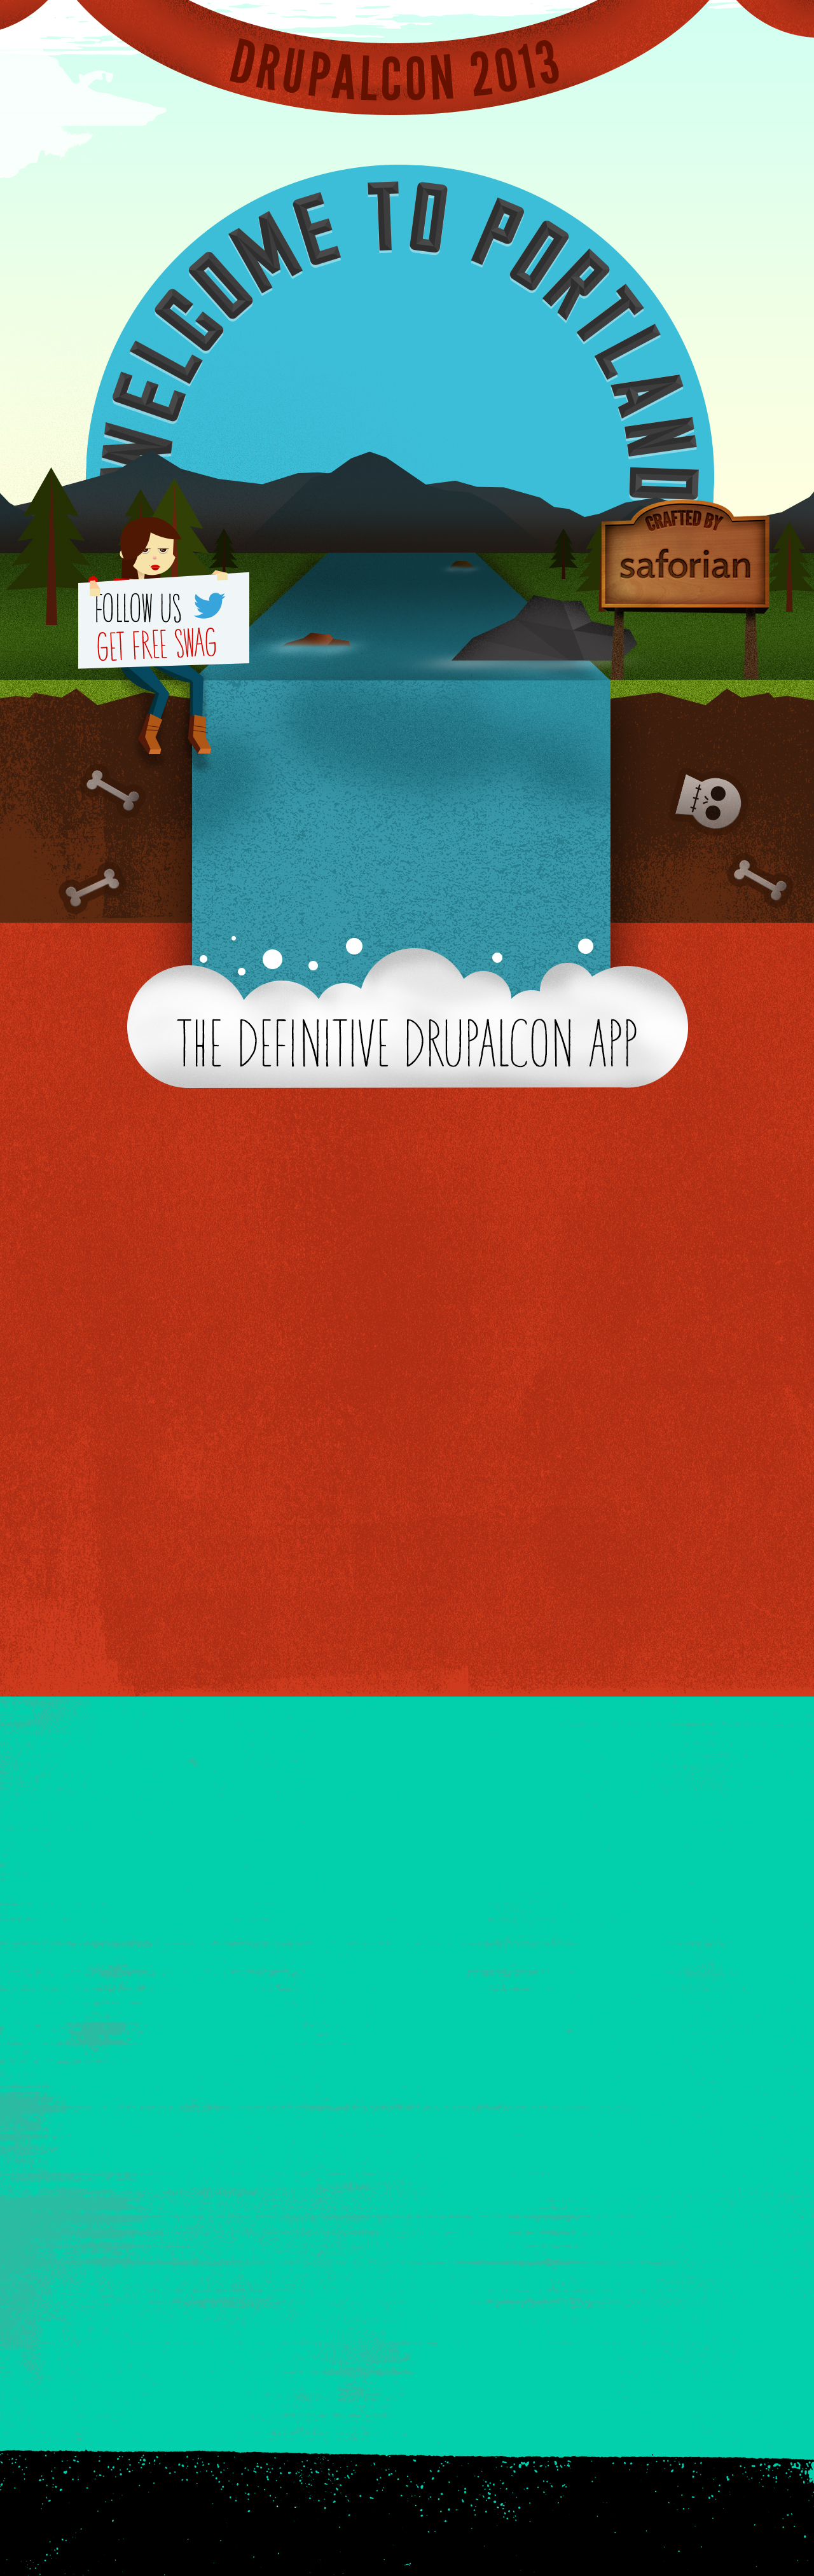 DRUPALCON 2013
WELCOME TO PORTLAND
CRAFTED BY
saforian
FOLLOW US
GET FREE SWAG
THE DEFINITIVE DRUPALCON APP